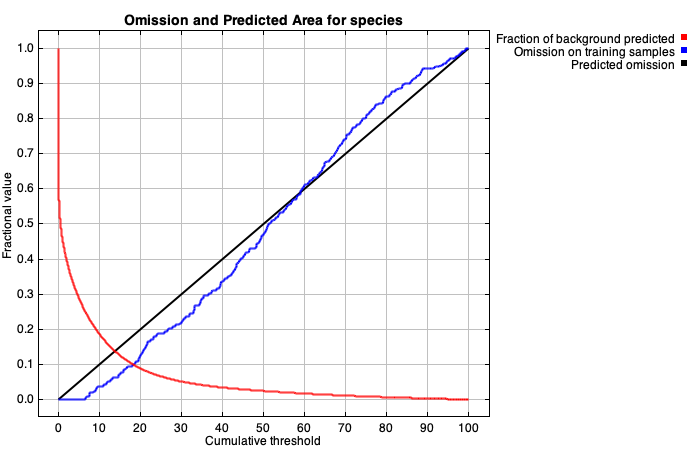 Omission and Predicted Area for species
Fraction of background predicted
Omission on training samples
Predicted omission
1.0
0.9
0.8
0.7
0.6
0.5
0.4
0.3
0.2
0.1
0.0
Fractional value
0 10 20 30 40 50 60 70 80 90 100
Cumulative threshold